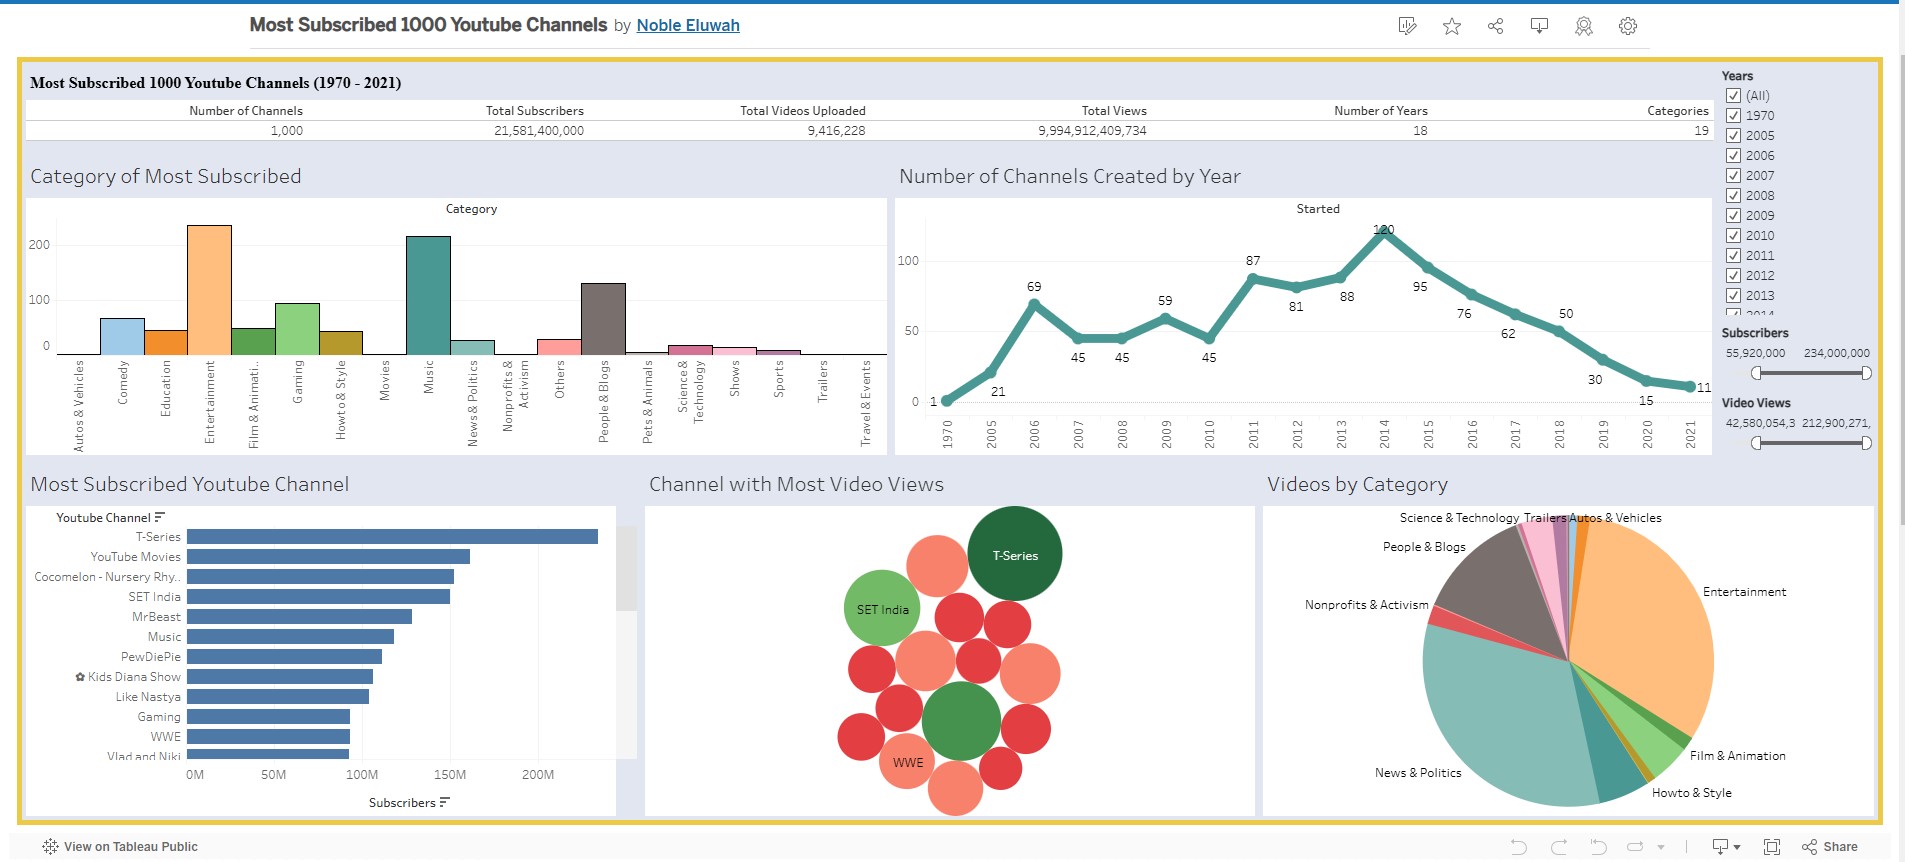 Most Subscribed 1000 Youtube Channels by Noble Eluwah
Most Subscribed 1000 Youtube Channels (1970 - 2021)
Number of Channels Total Subscribers Total Videos Uploaded Total Views Number of Years Categories
1,000 21,581,400,000 9,416,228 9,994,912,409,734 18 19
Category of Most Subscribed
Category
200
100
0
Autos & Vehicles
Comedy
Education
Entertainment
Film & Animati..
Gaming
Howto & Style
Movies
Music
News & Politics
Nonprofits &
Activism
Others
People & Blogs
Pets & Animals
Science &
Technology
Shows
Sports
Trailers
Travel & Events
Number of Channels Created by Year
Started
100
50
0
1
21
69
45
45
59
45
87
81
88
120
95
76
62
50
30
15
11
1970
2005
2006
2007
2008
2009
2010
2011
2012
2013
2014
2015
2016
2017
2018
2019
2020
2021
Years
(All)
1970
2005
2006
2007
2008
2009
2010
2011
2012
2013
2014
Subscribers
55,920,000 234,000,000
Video Views
42,580,054,3 212,900,271,
Most Subscribed Youtube Channel
Youtube Channel
T-Series
YouTube Movies
Cocomelon - Nursery Rhy..
SET India
MrBeast
Music
PewDiePie
✿ Kids Diana Show
Like Nastya
Gaming
WWE
Vlad and Niki
0M 50M 100M 150M 200M
Subscribers
Channel with Most Video Views
T-Series
SET India
WWE
Videos by Category
Science & Technology Trailers Autos & Vehicles
People & Blogs
Entertainment
Nonprofits & Activism
Film & Animation
News & Politics
Howto & Style
View on Tableau Public
Share